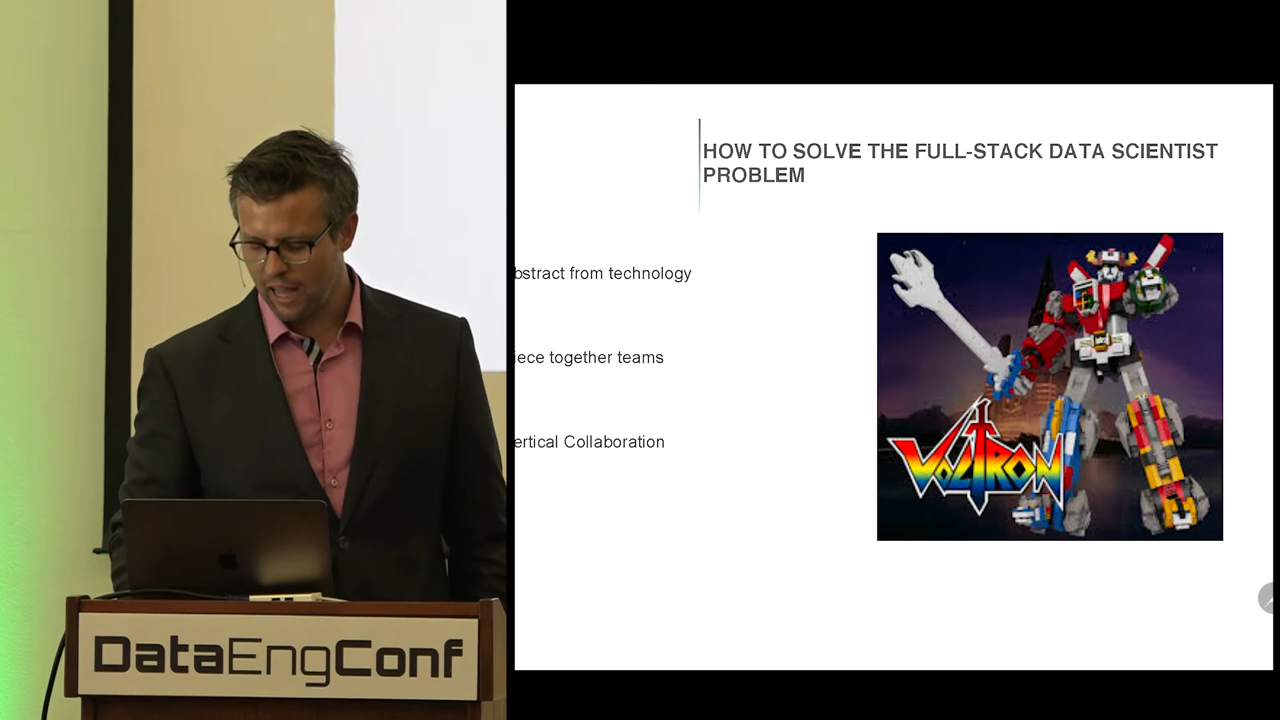 HOW TO SOLVE THE FULL-STACK DATA SCIENTIST
PROBLEM
bstract from technology
iece together teams
ertical Collaboration
VOLTRON
DataEngConf